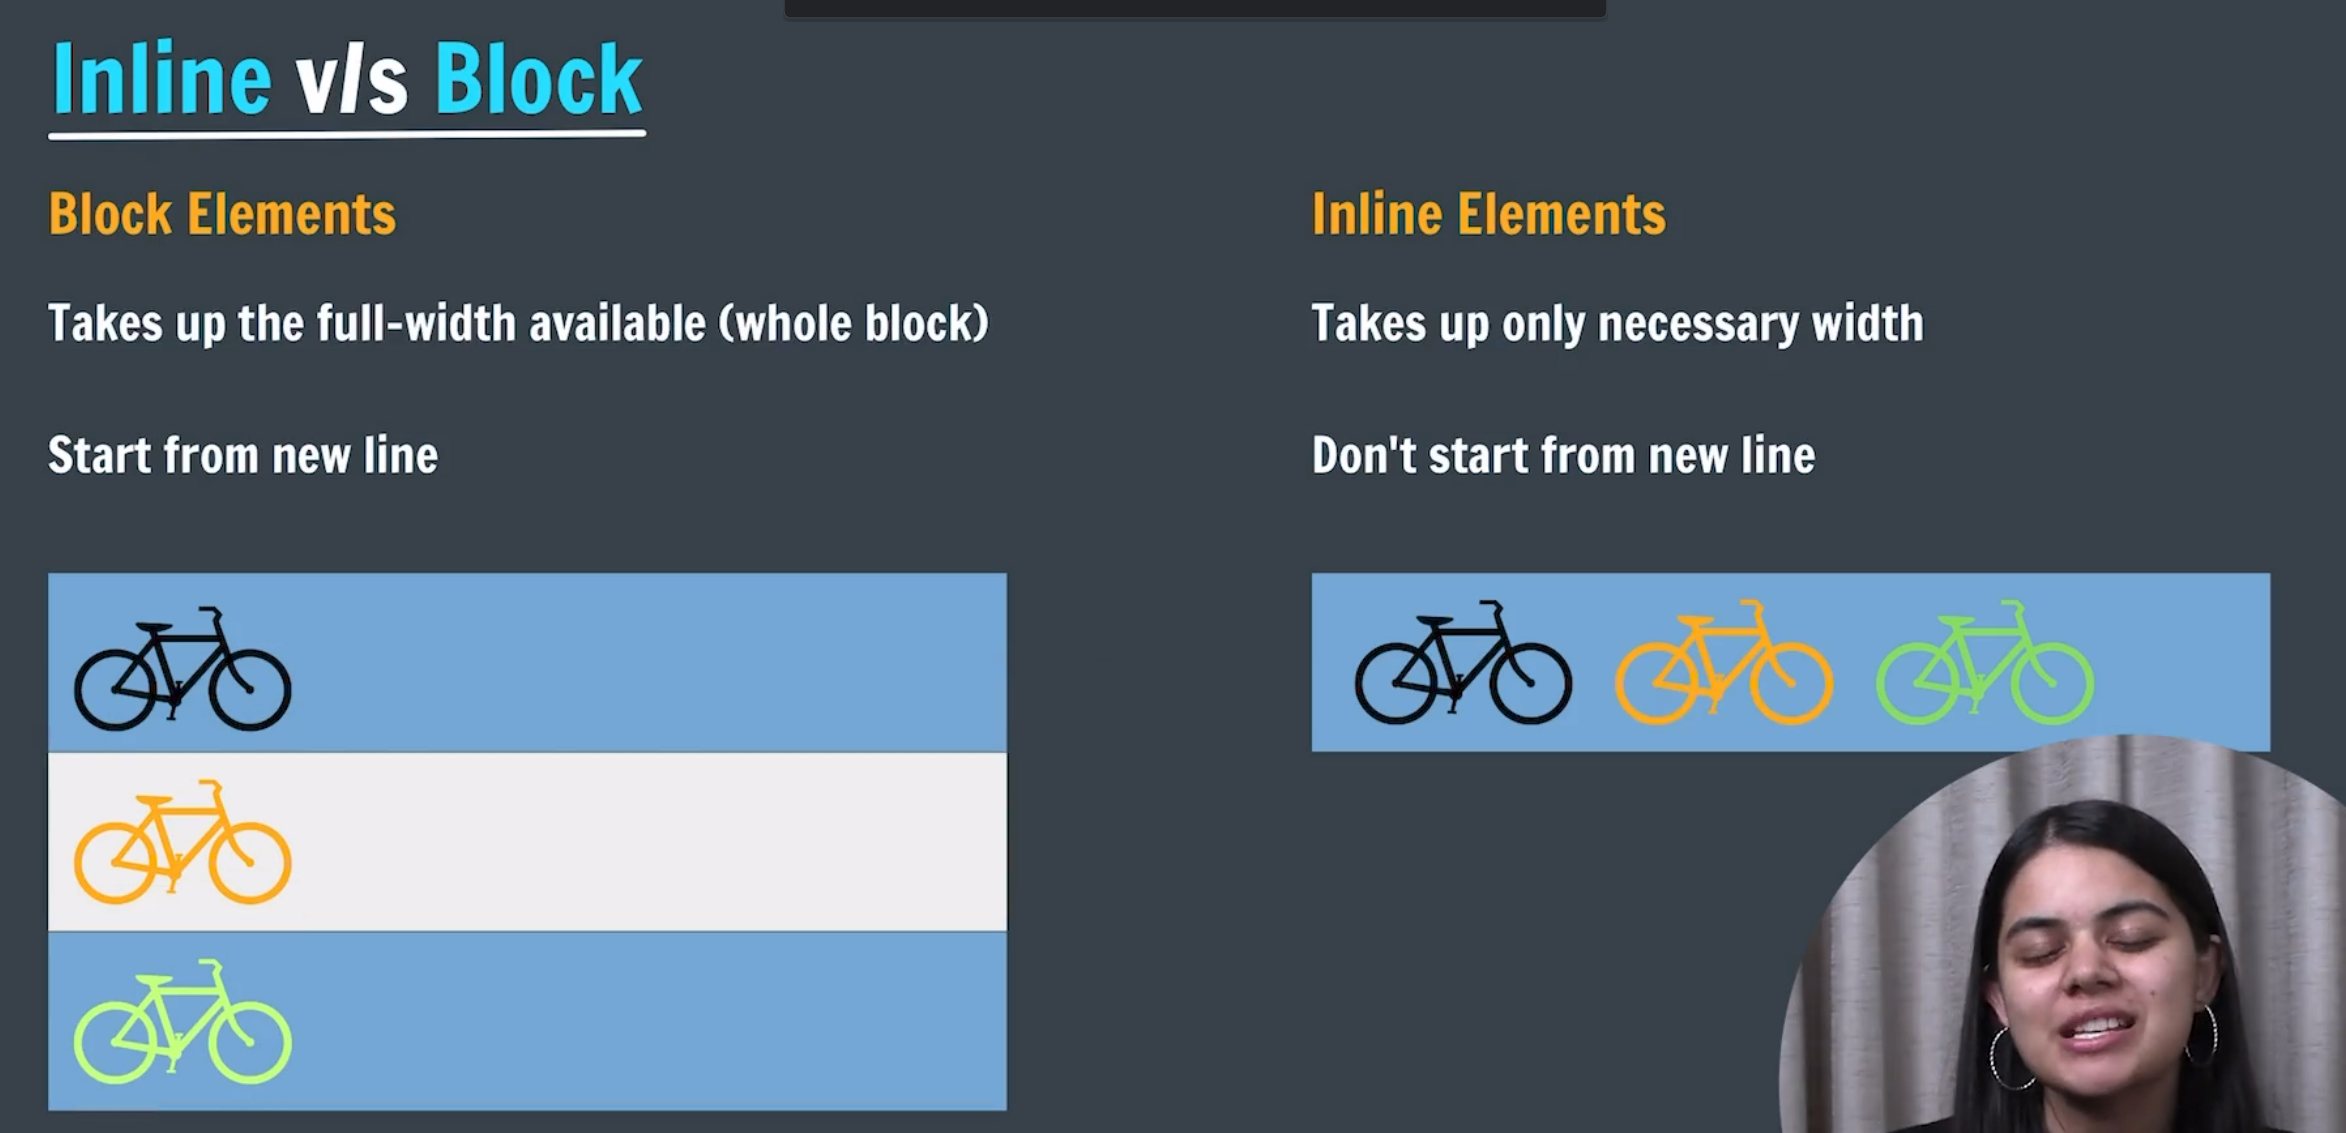 Inline v/s Block
Block Elements
Takes up the full-width available (whole block)
Start from new line
Inline Elements
Takes up only necessary width
Don't start from new line